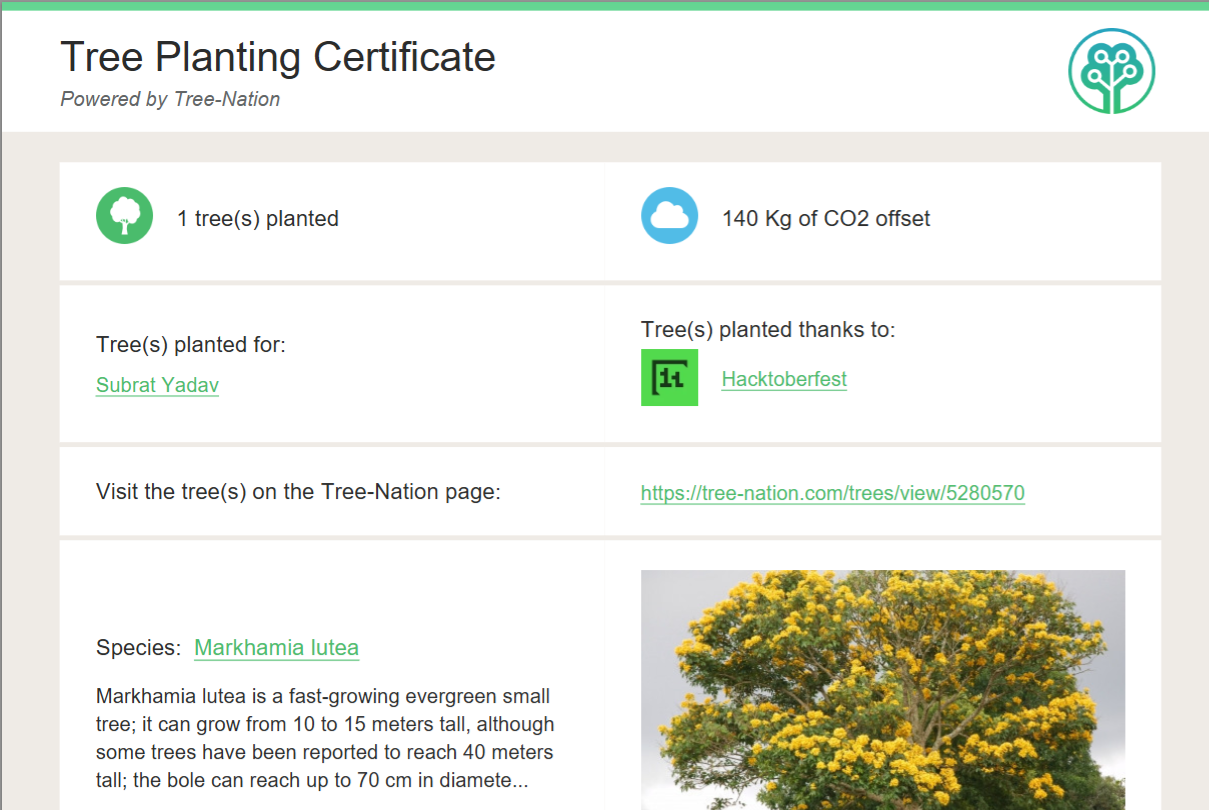 Tree Planting Certificate
Powered by Tree-Nation
1 tree(s) planted
140 Kg of CO2 offset
Tree(s) planted for:
Subrat Yadav
Tree(s) planted thanks to:
Hacktoberfest
Visit the tree(s) on the Tree-Nation page:
https://tree-nation.com/trees/view/5280570
Species: Markhamia lutea
Markhamia lutea is a fast-growing evergreen small
tree; it can grow from 10 to 15 meters tall, although
some trees have been reported to reach 40 meters
tall; the bole can reach up to 70 cm in diamete...